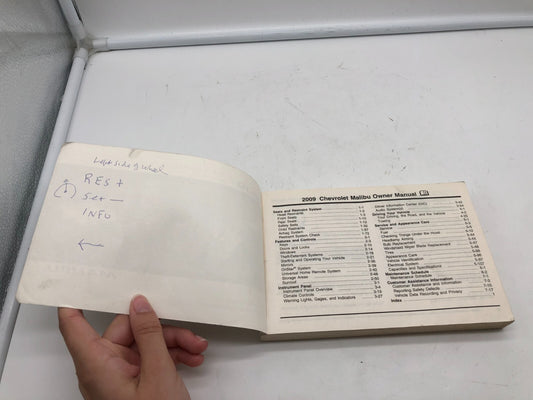 Left side of wheel
RES +
Set —
INFO
2009 Chevrolet Malibu Owner Manual
Seats and Restraint System
Head Restraints
Front Seats
Rear Seats
Safety Belts
Child Restraints
Airbag System
Restraint System Check
Features and Controls
Keys
Doors and Locks
Windows
Theft-Deterrent Systems
Starting and Operating Your Vehicle
Mirrors
OnStar® System
Universal Home Remote System
Storage Areas
Sunroof
Instrument Panel
Instrument Panel Overview
Climate Controls
Warning Lights, Gages, and Indicators
Driver Information Center (DIC)
Audio System(s)
Driving Your Vehicle
Your Driving, the Road, and the Vehicle
Towing
Service and Appearance Care
Service
Fuel
Checking Things Under the Hood
Headlamp Aiming
Bulb Replacement
Windshield Wiper Blade Replacement
Tires
Appearance Care
Vehicle Identification
Electrical System
Capacities and Specifications
Maintenance Schedule
Maintenance Schedule
Customer Assistance Information
Customer Assistance and Information
Reporting Safety Defects
Vehicle Data Recording and Privacy
Index